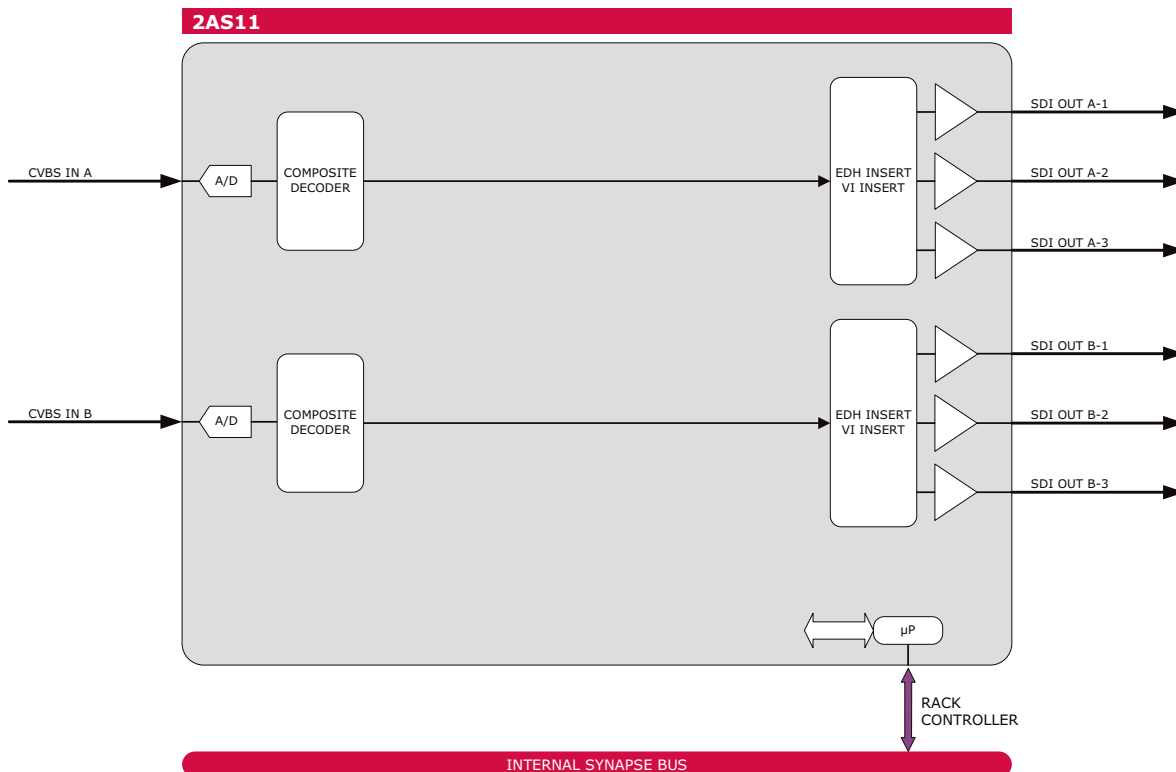 2AS11
CVBS IN A
A/D
COMPOSITE
DECODER
EDH INSERT
VI INSERT
SDI OUT A-1
SDI OUT A-2
SDI OUT A-3
CVBS IN B
A/D
COMPOSITE
DECODER
EDH INSERT
VI INSERT
SDI OUT B-1
SDI OUT B-2
SDI OUT B-3
µP
RACK
CONTROLLER
INTERNAL SYNAPSE BUS